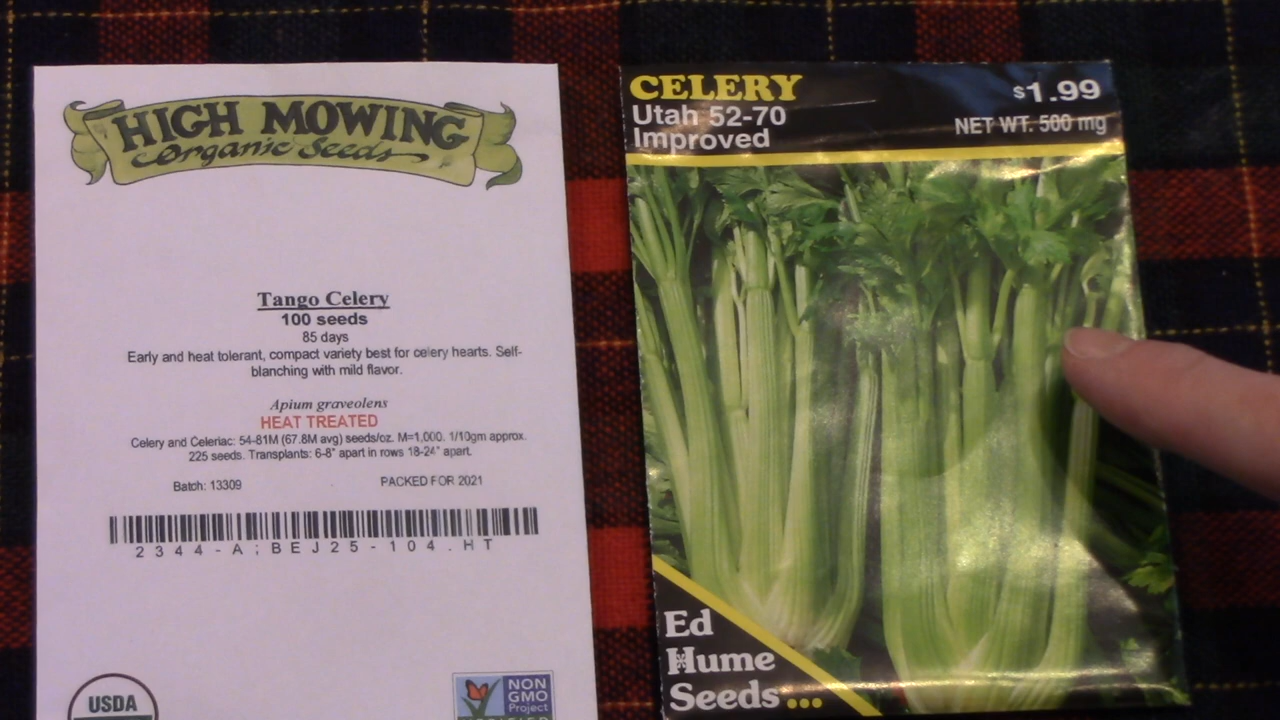 HIGH MOWING
Organic Seeds
Tango Celery
100 seeds
85 days
Early and heat tolerant, compact variety best for celery hearts. Self-
blanching with mild flavor.
Apium graveolens
HEAT TREATED
Celery and Celeriac: 54-81M (67.8M avg) seeds/oz. M=1,000. 1/10gm approx.
225 seeds. Transplants: 6-8" apart in rows 18-24" apart.
Batch: 13309
PACKED FOR 2021
2344-A;BEJ25-104.HT
USDA
NON
GMO
Project
CELERY
Utah 52-70
Improved
$1.99
NET WT. 500 mg
Ed
Hume
Seeds...